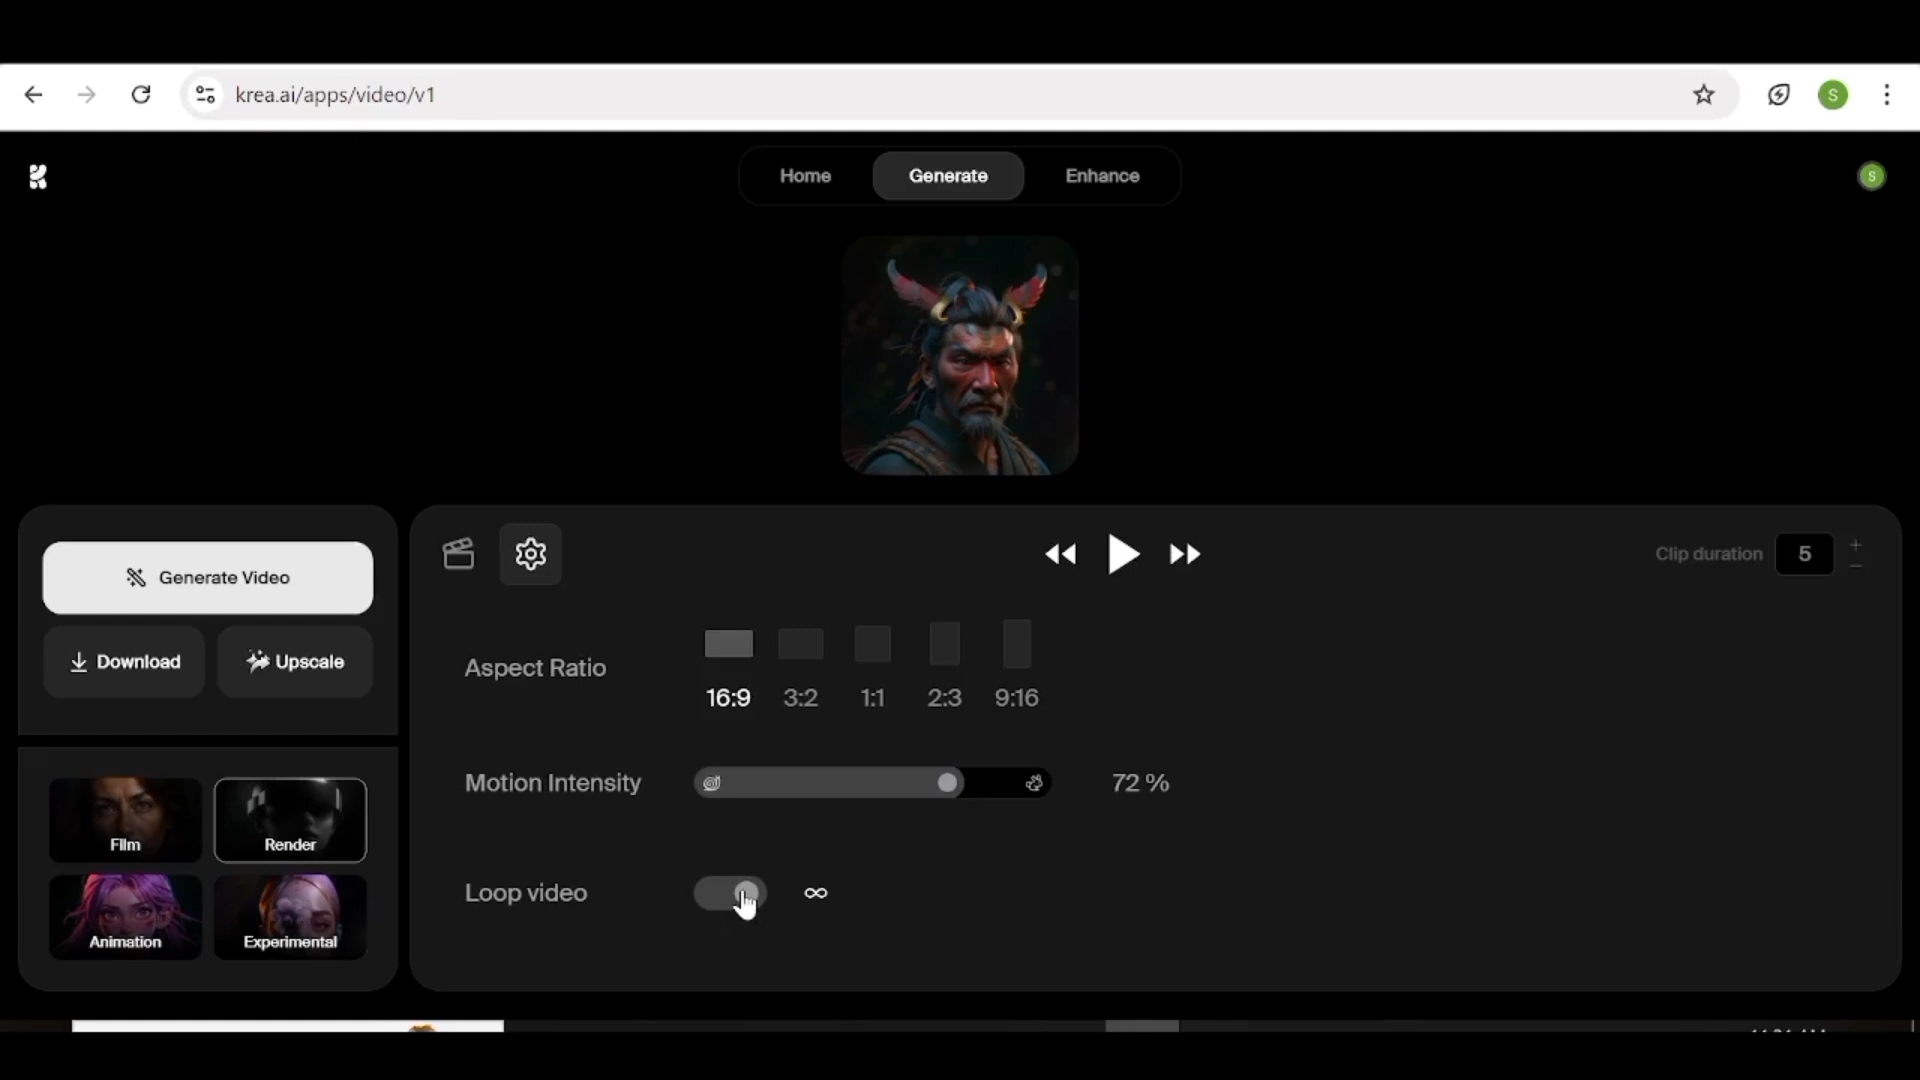 krea.ai/apps/video/v1
S
Home
Generate
Enhance
S
Generate Video
Download
Upscale
Film
Render
Animation
Experimental
Clip duration
5
Aspect Ratio
16:9
3:2
1:1
2:3
9:16
Motion Intensity
72 %
Loop video